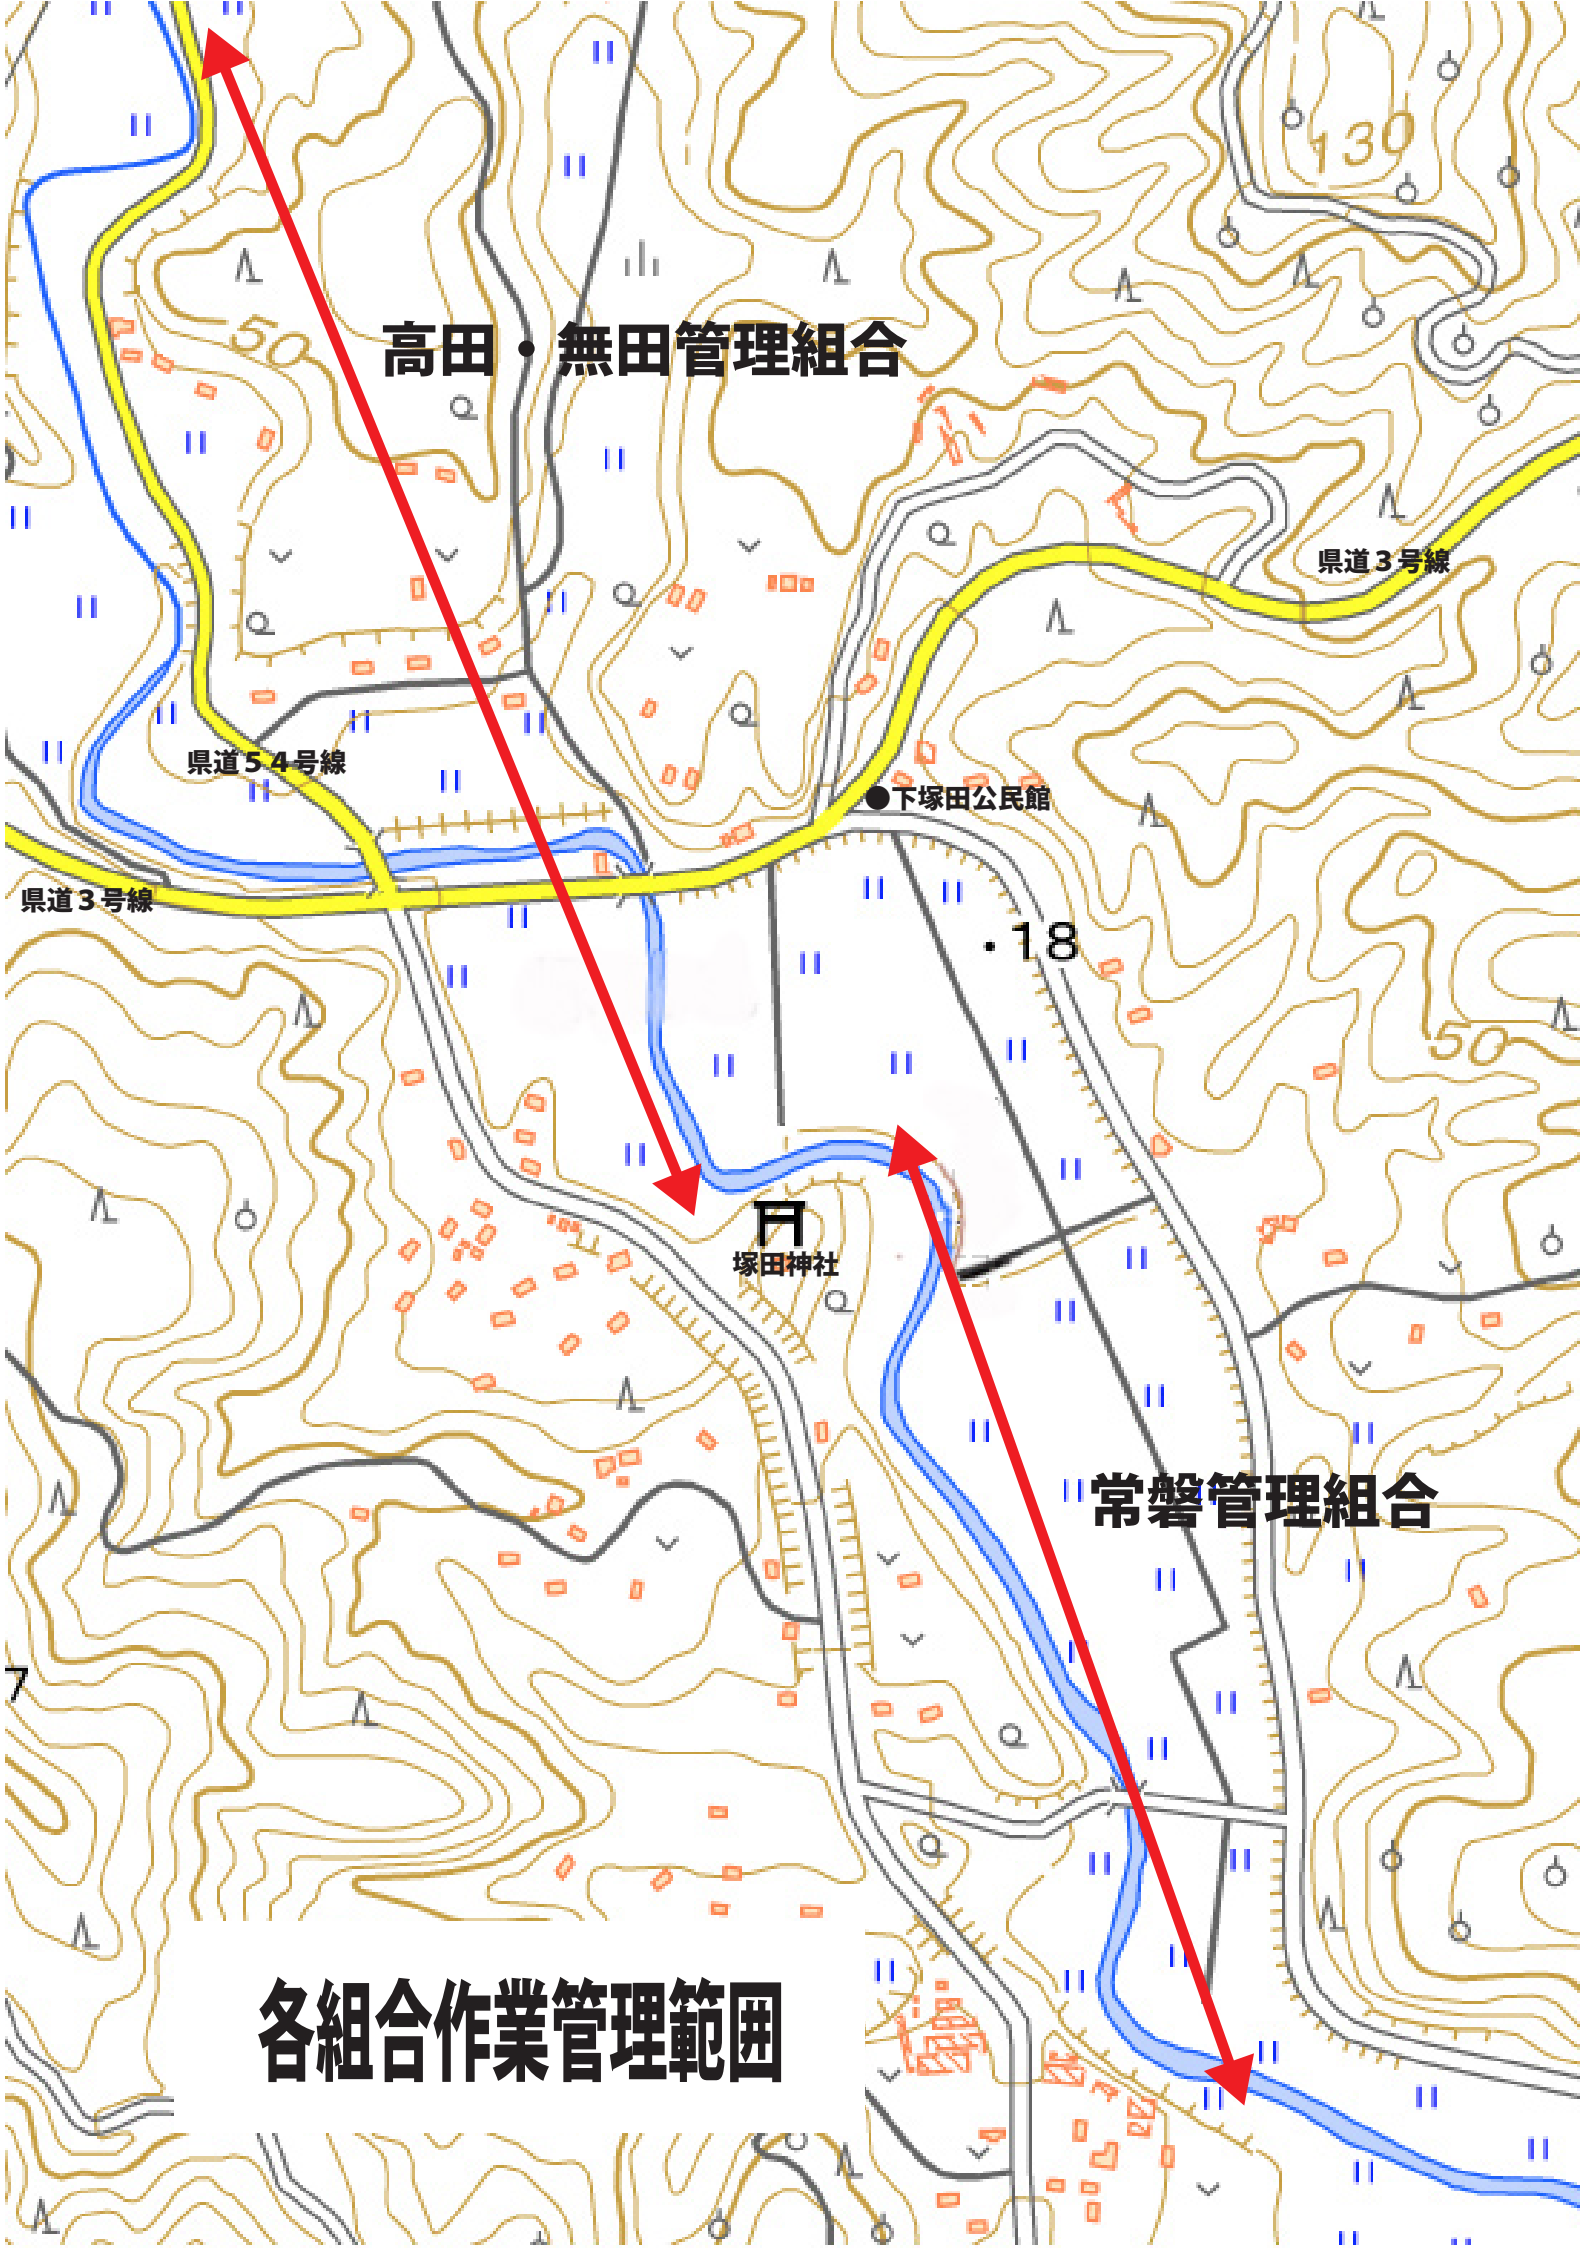 130
50
高田・無田管理組合
県道３号線
県道５４号線
下塚田公民館
県道３号線
18
50
塚田神社
常磐管理組合
7
各組合作業管理範囲